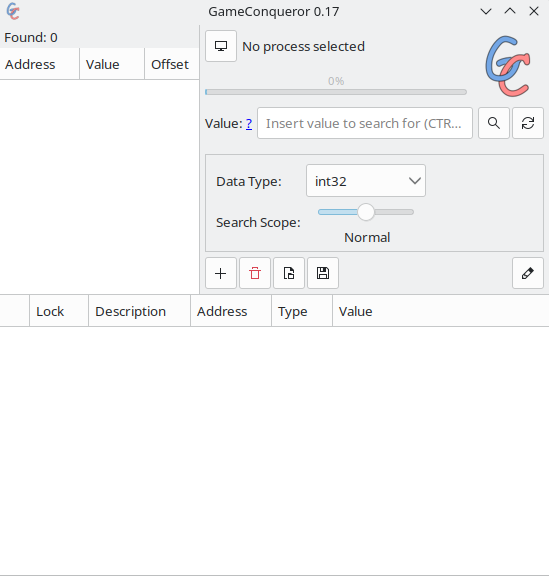 GameConqueror 0.17
Found: 0
Address Value Offset
No process selected
0%
Value: ? Insert value to search for (CTR...
Data Type: int32
Search Scope:
Normal
Lock Description Address Type Value